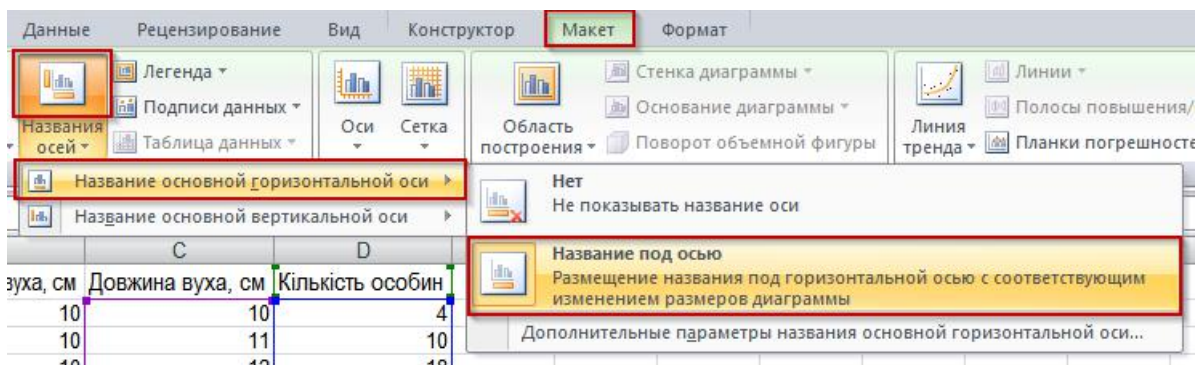 Данные Рецензирование Вид Конструктор Макет Формат
Названия осей
Легенда
Подписи данных
Таблица данных
Оси Сетка
Область построения
Стенка диаграммы
Основание диаграммы
Поворот объемной фигуры
Линия тренда
Линии
Полосы повышения/
Планки погрешносте
Название основной горизонтальной оси
Название основной вертикальной оси
Нет
Не показывать название оси
Название под осью
Размещение названия под горизонтальной осью с соответствующим
изменением размеров диаграммы
Дополнительные параметры названия основной горизонтальной оси...
C D
вуха, см Довжина вуха, см Кількість особин
10 10 4
10 11 10